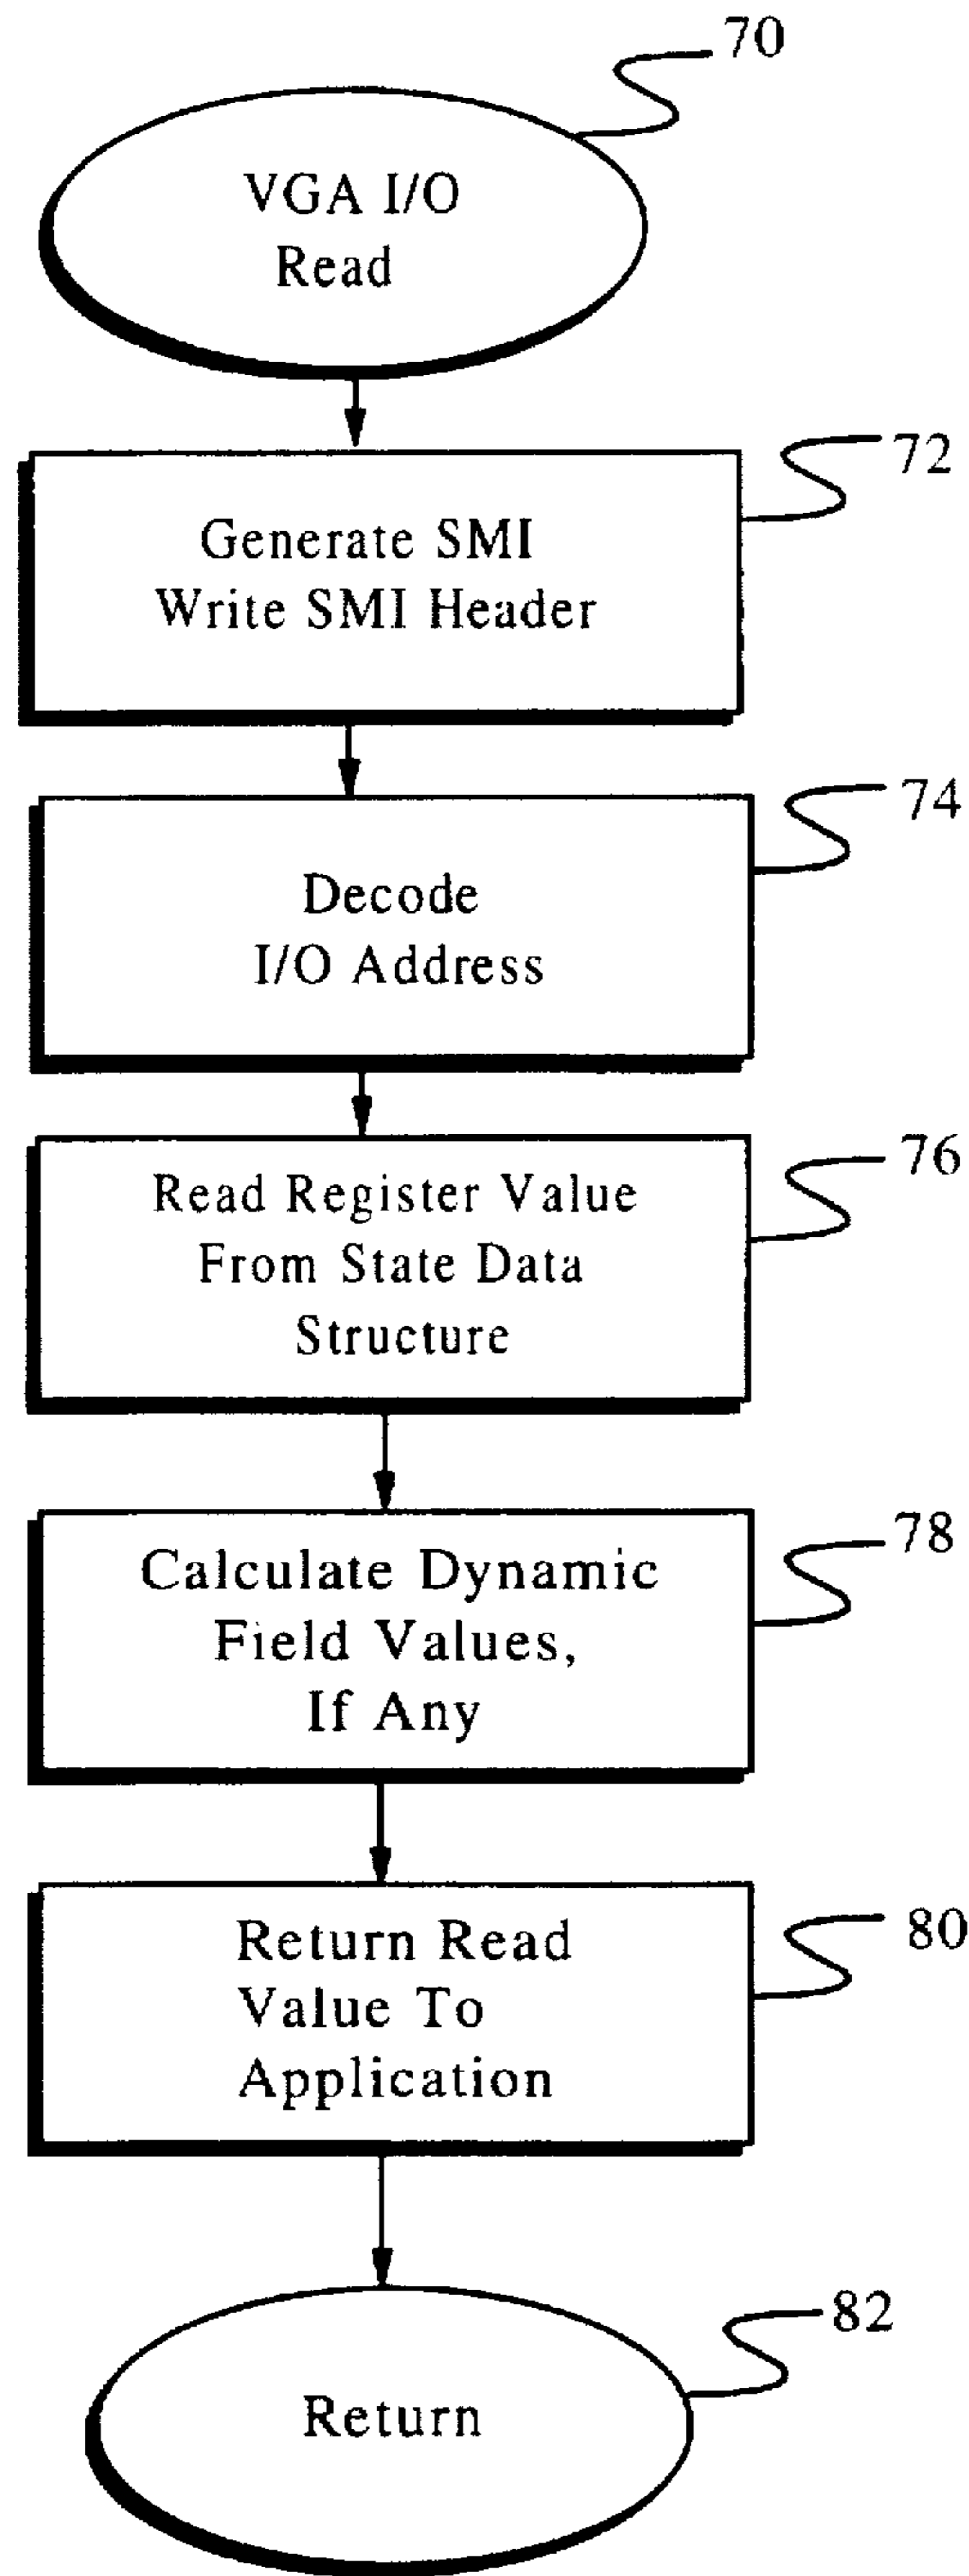 70
VGA I/O
Read
72
Generate SMI
Write SMI Header
74
Decode
I/O Address
76
Read Register Value
From State Data
Structure
78
Calculate Dynamic
Field Values,
If Any
80
Return Read
Value To
Application
82
Return